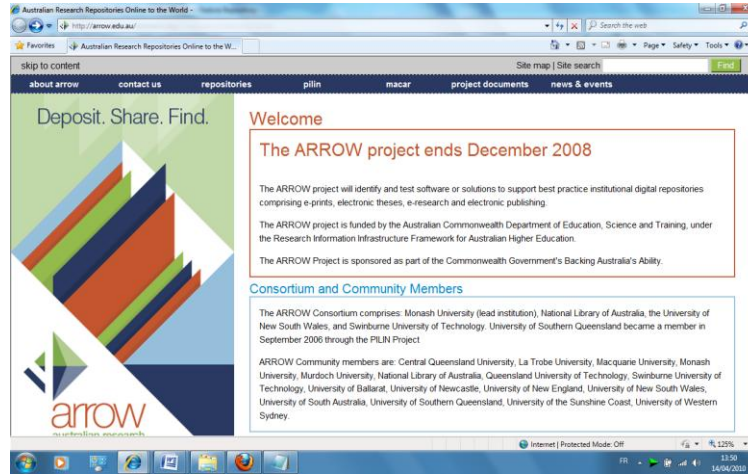 Australian Research Repositories Online to the World -
http://arrow.edu.au/
Search the web
Favorites
Australian Research Repositories Online to the W...
Page Safety Tools
skip to content
Site map | Site search
Find
about arrow contact us repositories pilin macar project documents news & events
Deposit. Share. Find.
Welcome
The ARROW project ends December 2008
The ARROW project will identify and test software or solutions to support best practice institutional digital repositories
comprising e-prints, electronic theses, e-research and electronic publishing.
The ARROW project is funded by the Australian Commonwealth Department of Education, Science and Training, under
the Research Information Infrastructure Framework for Australian Higher Education.
The ARROW Project is sponsored as part of the Commonwealth Government's Backing Australia's Ability.
Consortium and Community Members
The ARROW Consortium comprises: Monash University (lead institution), National Library of Australia, the University of
New South Wales, and Swinburne University of Technology. University of Southern Queensland became a member in
September 2006 through the PILIN Project
ARROW Community members are: Central Queensland University, La Trobe University, Macquarie University, Monash
University, Murdoch University, National Library of Australia, Queensland University of Technology, Swinburne University of
Technology, University of Ballarat, University of Newcastle, University of New England, University of New South Wales,
University of South Australia, University of Southern Queensland, University of the Sunshine Coast, University of Western
Sydney.
arrow
australian research
Internet | Protected Mode: Off
125%
FR
13:50
14/04/2010